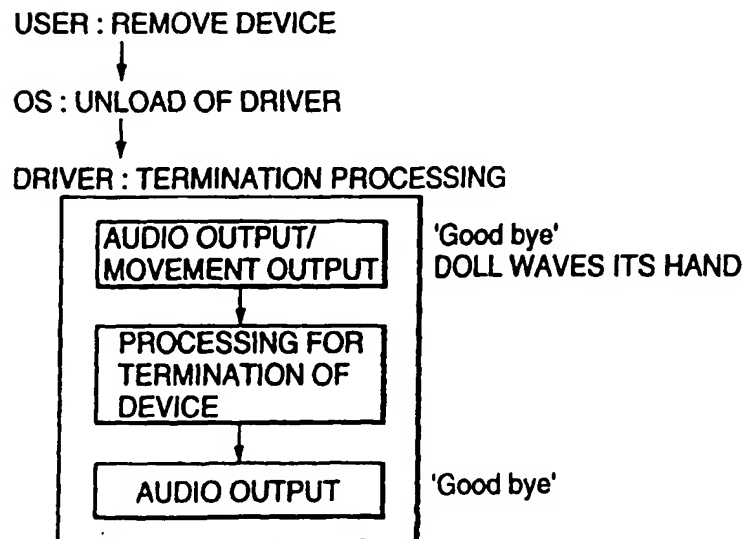 USER : REMOVE DEVICE
OS : UNLOAD OF DRIVER
DRIVER : TERMINATION PROCESSING
AUDIO OUTPUT/
MOVEMENT OUTPUT
'Good bye'
DOLL WAVES ITS HAND
PROCESSING FOR
TERMINATION OF
DEVICE
AUDIO OUTPUT
'Good bye'